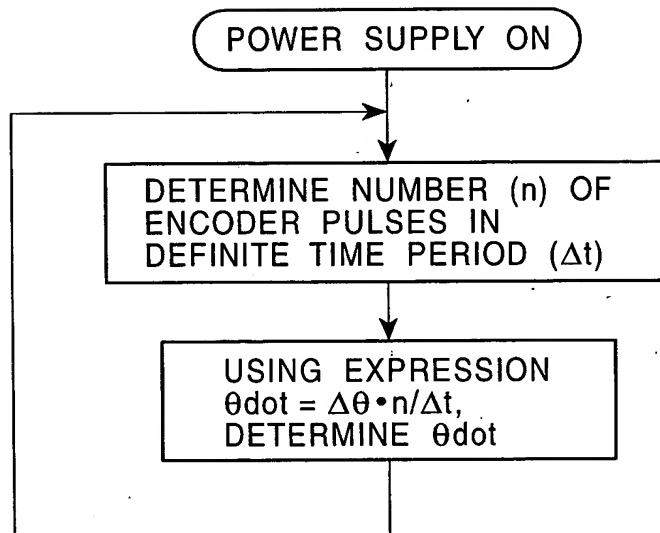 POWER SUPPLY ON
DETERMINE NUMBER (n) OF
ENCODER PULSES IN
DEFINITE TIME PERIOD (Δt)
USING EXPRESSION
θdot = Δθ•n/Δt,
DETERMINE θdot